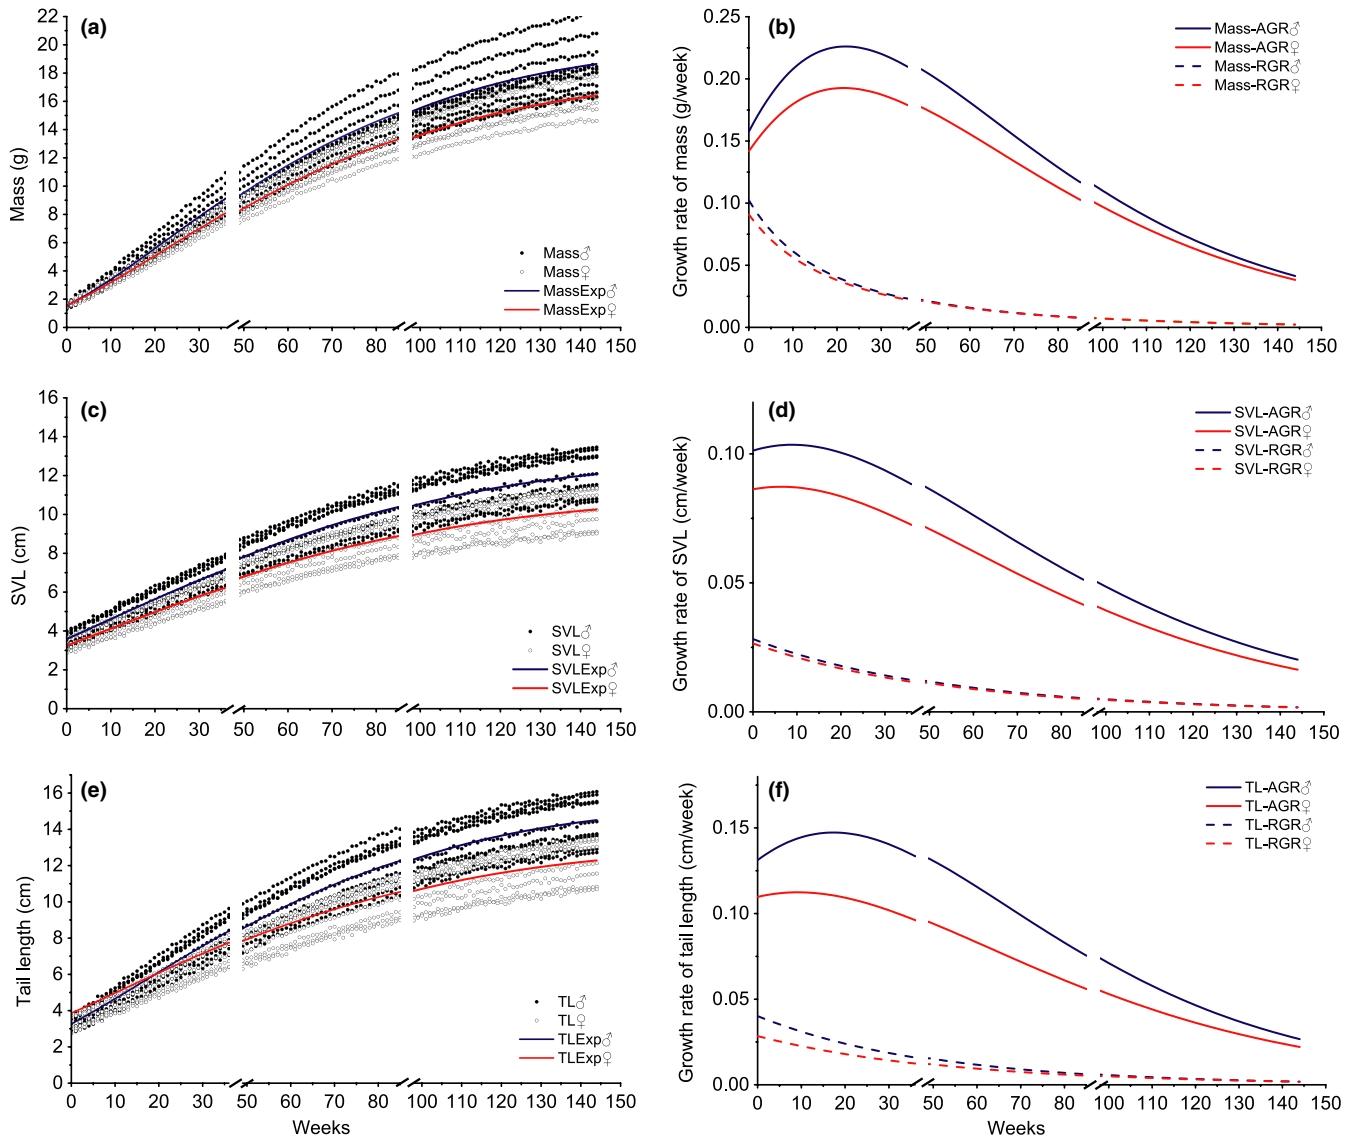 (a)
Mass (g)
22
20
18
16
14
12
10
8
6
4
2
0
Mass♂
Mass♀
MassExp♂
MassExp♀
0 10 20 30 50 60 70 80 100 110 120 130 140 150
(b)
Growth rate of mass (g/week)
0.25
0.20
0.15
0.10
0.05
0.00
Mass-AGR♂
Mass-AGR♀
Mass-RGR♂
Mass-RGR♀
0 10 20 30 50 60 70 80 100 110 120 130 140 150
(c)
SVL (cm)
16
14
12
10
8
6
4
2
0
SVL♂
SVL♀
SVLExp♂
SVLExp♀
0 10 20 30 50 60 70 80 100 110 120 130 140 150
(d)
Growth rate of SVL (cm/week)
0.10
0.05
0.00
SVL-AGR♂
SVL-AGR♀
SVL-RGR♂
SVL-RGR♀
0 10 20 30 50 60 70 80 100 110 120 130 140 150
(e)
Tail length (cm)
16
14
12
10
8
6
4
2
0
TL♂
TL♀
TLExp♂
TLExp♀
0 10 20 30 50 60 70 80 100 110 120 130 140 150
Weeks
(f)
Growth rate of tail length (cm/week)
0.15
0.10
0.05
0.00
TL-AGR♂
TL-AGR♀
TL-RGR♂
TL-RGR♀
0 10 20 30 50 60 70 80 100 110 120 130 140 150
Weeks